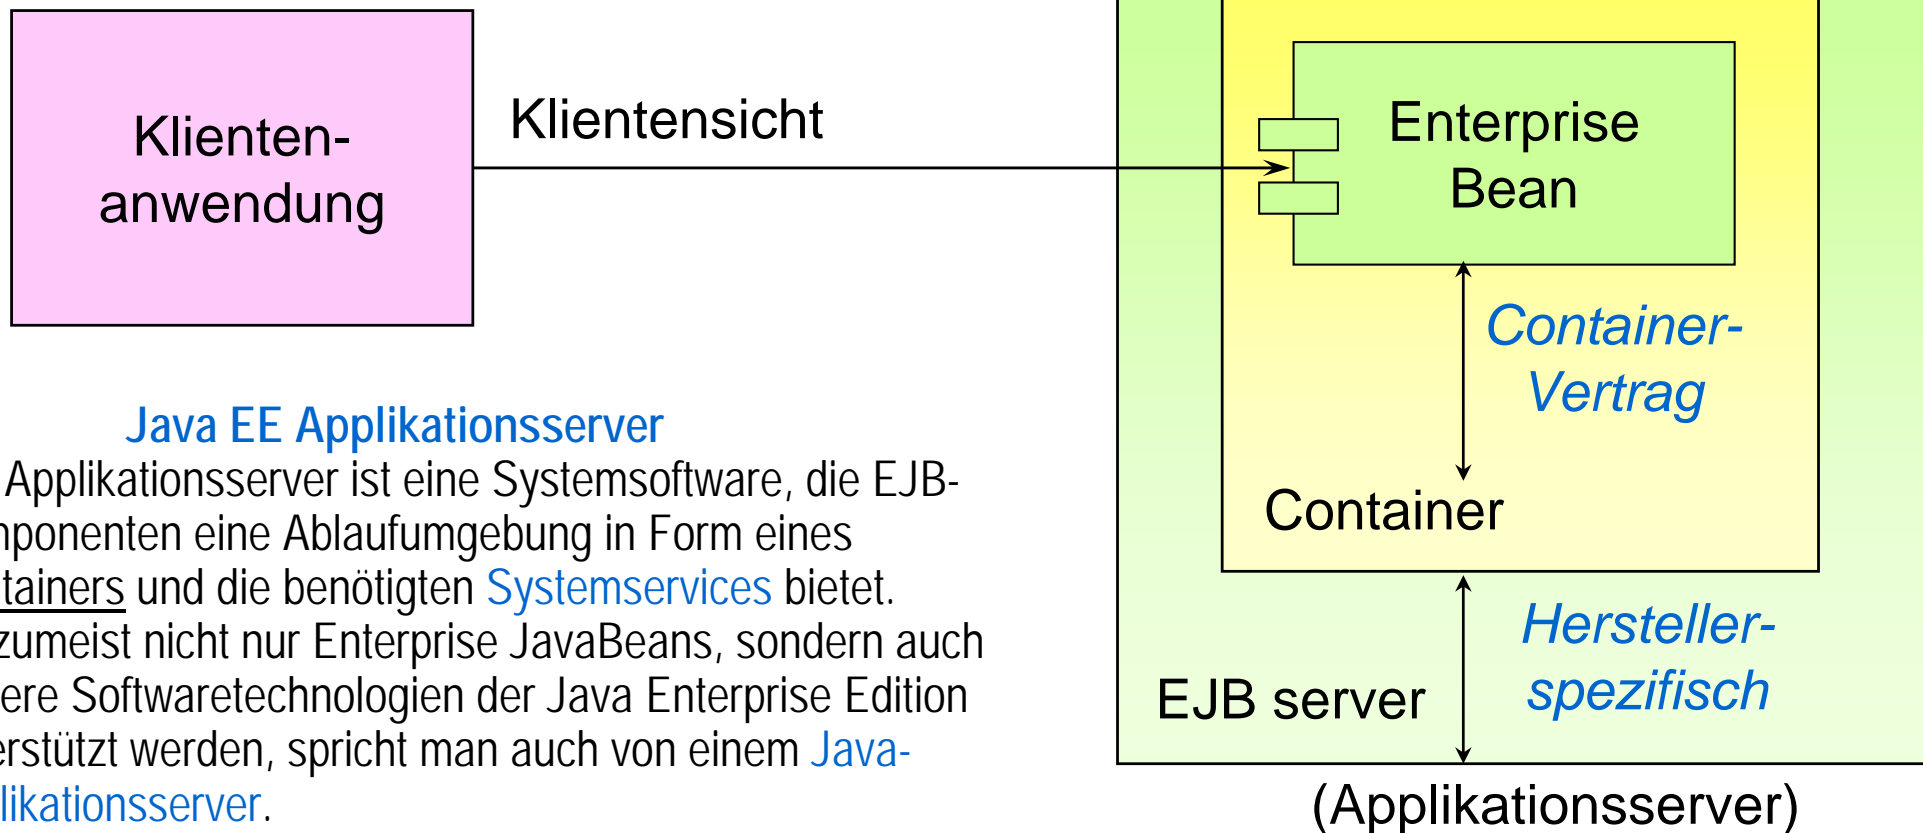 Klienten-
anwendung
Klientensicht
Enterprise
Bean
Container-
Vertrag
Container
Hersteller-
spezifisch
EJB server
(Applikationsserver)
Java EE Applikationsserver
Applikationsserver ist eine Systemsoftware, die EJB-
mponenten eine Ablaufumgebung in Form eines
tainers und die benötigten Systemservices bietet.
zumeist nicht nur Enterprise JavaBeans, sondern auch
ere Softwaretechnologien der Java Enterprise Edition
erstützt werden, spricht man auch von einem Java-
likationsserver.